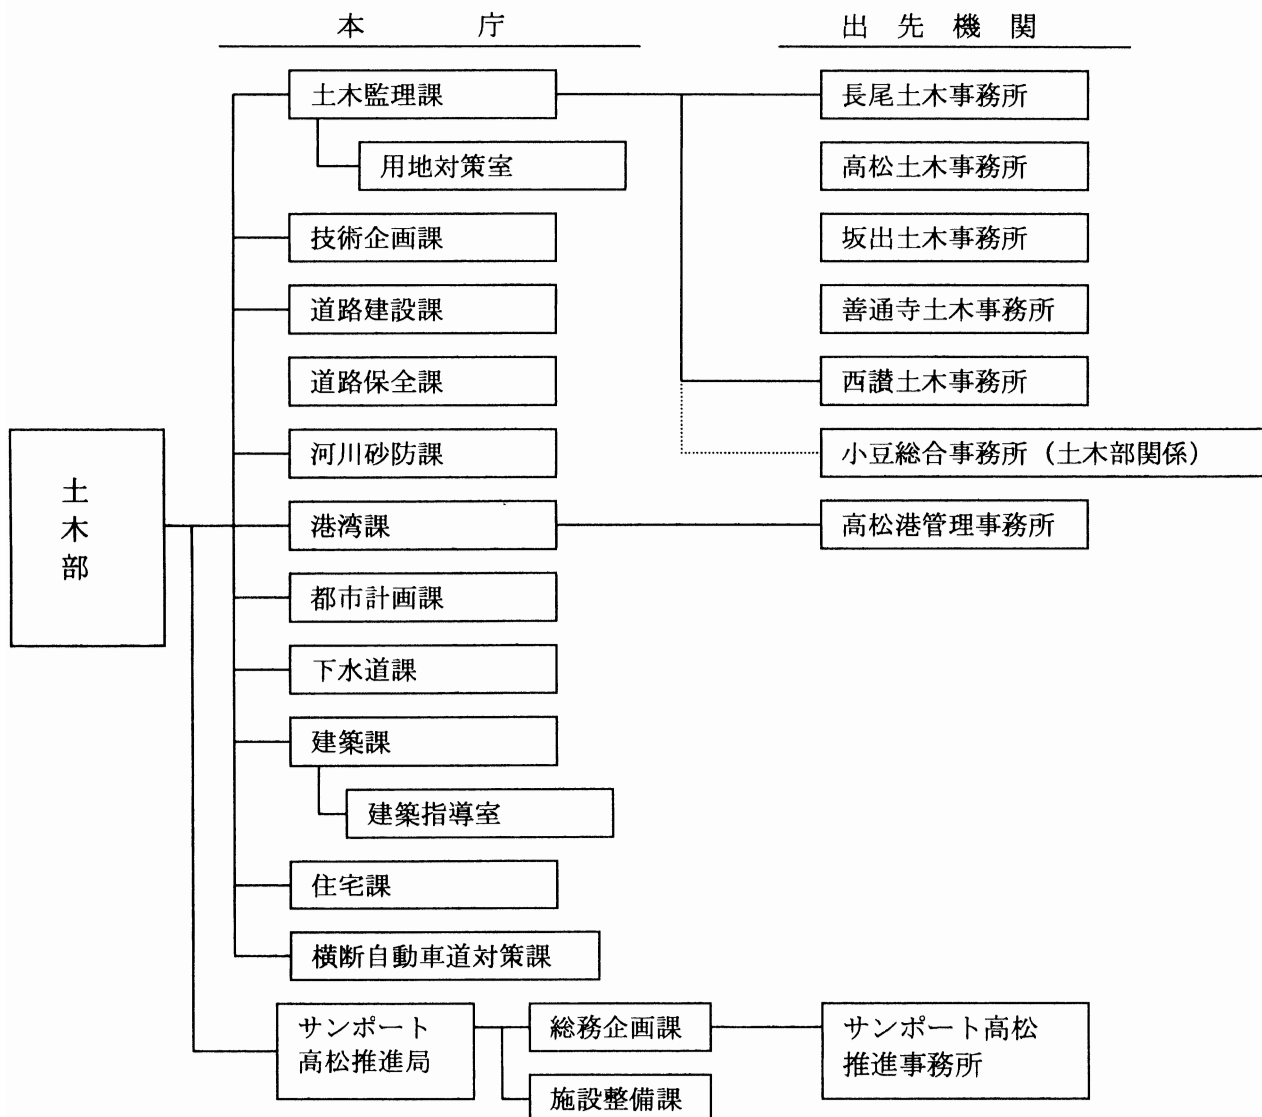 本庁
出先機関
土木監理課
長尾土木事務所
用地対策室
高松土木事務所
技術企画課
坂出土木事務所
道路建設課
善通寺土木事務所
道路保全課
西讃土木事務所
河川砂防課
小豆総合事務所（土木部関係）
土木部
港湾課
高松港管理事務所
都市計画課
下水道課
建築課
建築指導室
住宅課
横断自動車道対策課
サンポート
高松推進局
総務企画課
サンポート高松
推進事務所
施設整備課